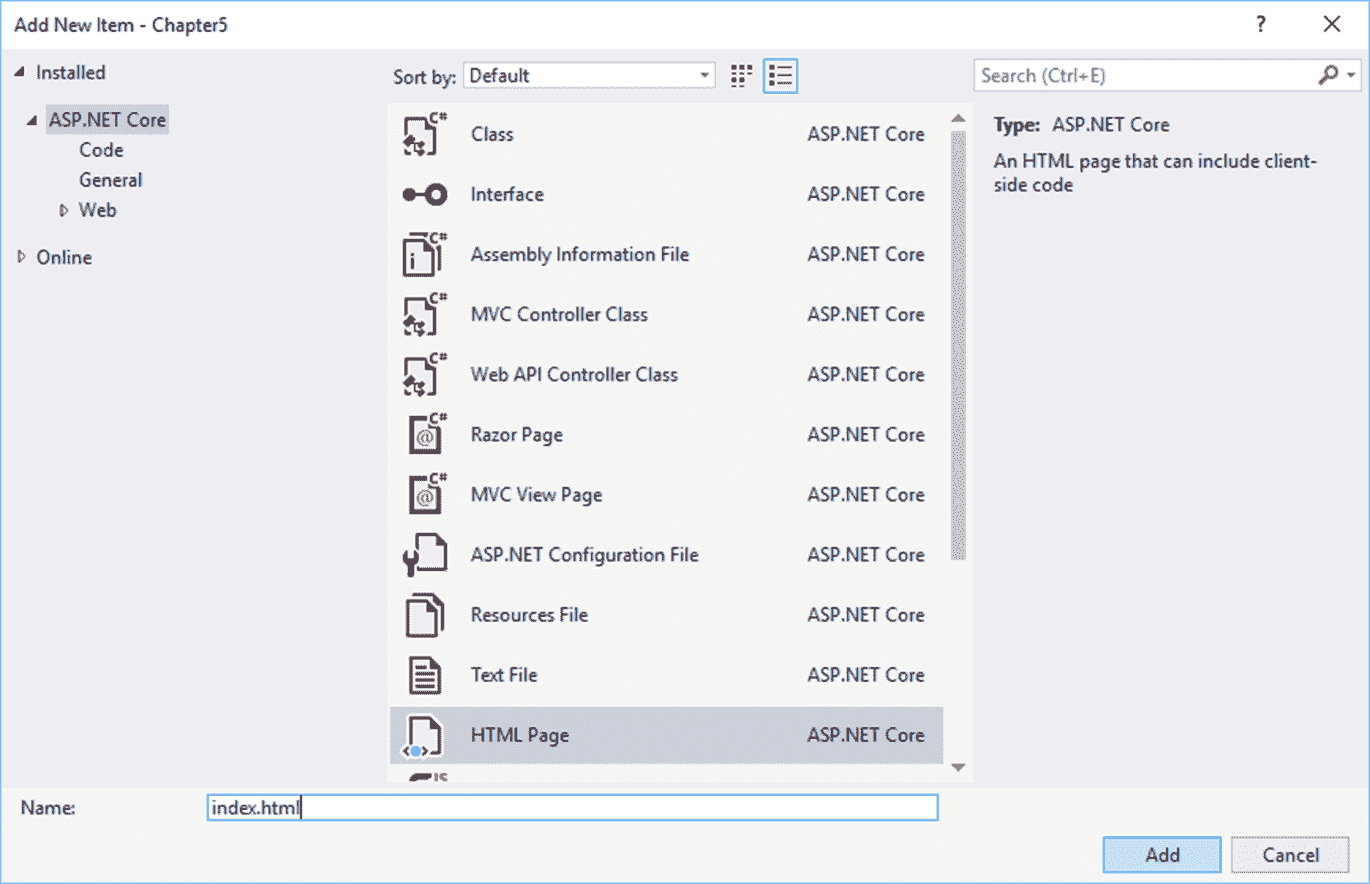 Add New Item - Chapter5
?
Installed
ASP.NET Core
Code
General
Web
Online
Sort by: Default
C# Class ASP.NET Core
Interface ASP.NET Core
C# Assembly Information File ASP.NET Core
C# MVC Controller Class ASP.NET Core
C# Web API Controller Class ASP.NET Core
C# @ Razor Page ASP.NET Core
C# @ MVC View Page ASP.NET Core
ASP.NET Configuration File ASP.NET Core
Resources File ASP.NET Core
Text File ASP.NET Core
HTML Page ASP.NET Core
JS
Search (Ctrl+E)
Type: ASP.NET Core
An HTML page that can include client-
side code
Name: index.html
Add Cancel